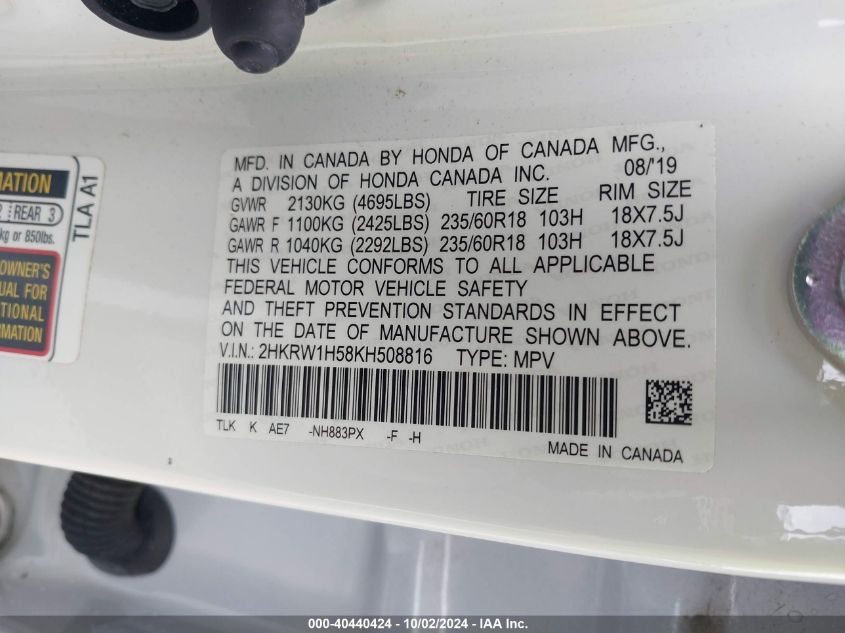 MATION
2 REAR 3
kg or 850lbs.
OWNER'S
UAL FOR
TIONAL
RMATION
TLA A1
MFD. IN CANADA BY HONDA OF CANADA MFG.,
A DIVISION OF HONDA CANADA INC. 08/'19
GVWR 2130KG (4695LBS) TIRE SIZE RIM SIZE
GAWR F 1100KG (2425LBS) 235/60R18 103H 18X7.5J
GAWR R 1040KG (2292LBS) 235/60R18 103H 18X7.5J
THIS VEHICLE CONFORMS TO ALL APPLICABLE
FEDERAL MOTOR VEHICLE SAFETY
AND THEFT PREVENTION STANDARDS IN EFFECT
ON THE DATE OF MANUFACTURE SHOWN ABOVE.
V.I.N.: 2HKRW1H58KH508816 TYPE: MPV
TLK K AE7 -NH883PX -F -H
MADE IN CANADA
000-40440424 - 10/02/2024 - IAA Inc.